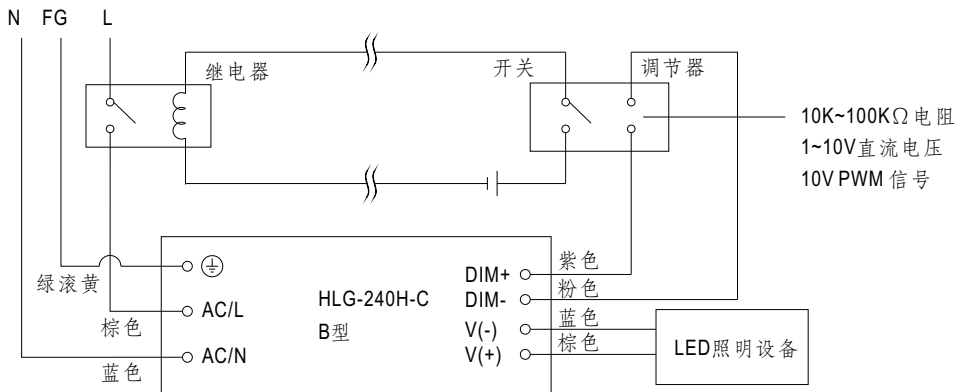 N FG L
继电器
开关
调节器
10K~100KΩ电阻
1~10V直流电压
10V PWM 信号
绿滚黄
棕色
蓝色
AC/L
AC/N
HLG-240H-C
B型
DIM+
DIM-
V(-)
V(+)
紫色
粉色
蓝色
棕色
LED照明设备